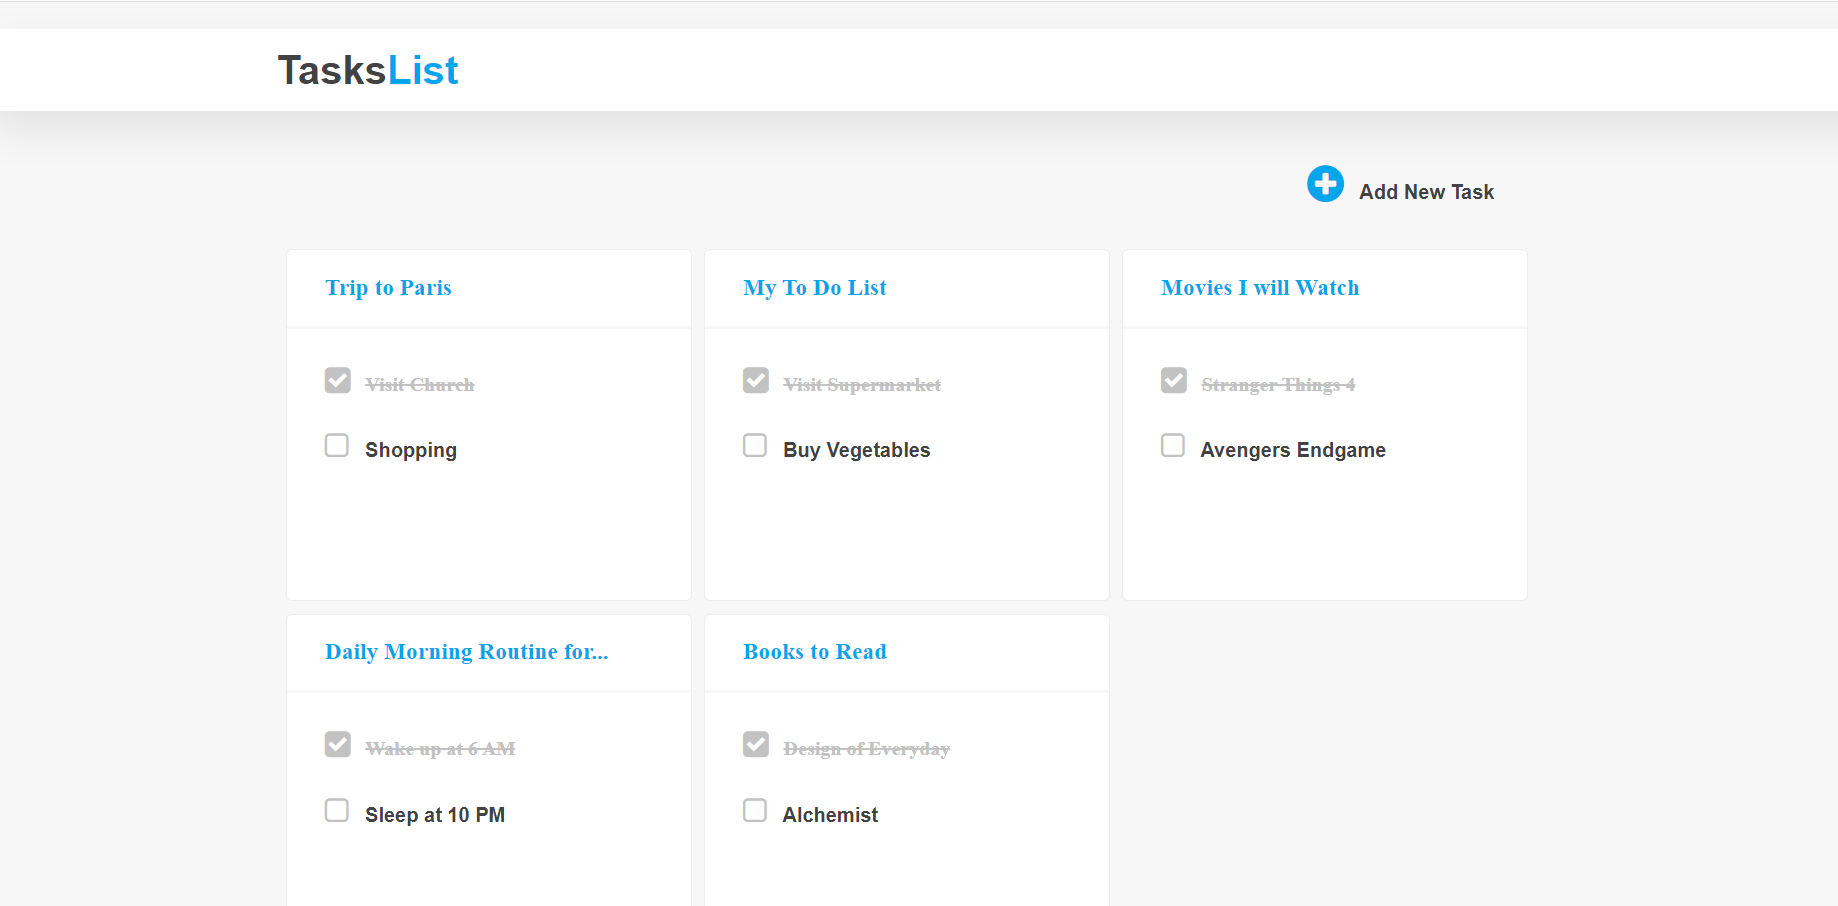 TasksList
Add New Task
Trip to Paris
Visit Church
Shopping
My To Do List
Visit Supermarket
Buy Vegetables
Movies I will Watch
Stranger Things 4
Avengers Endgame
Daily Morning Routine for...
Wake up at 6 AM
Sleep at 10 PM
Books to Read
Design of Everyday
Alchemist